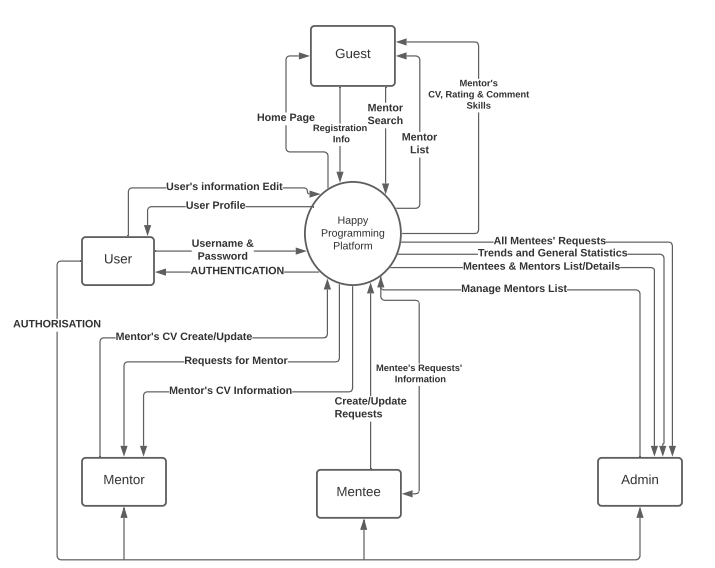 Guest
Mentor's
CV, Rating & Comment
Skills
Home Page
Registration
Info
Mentor
Search
Mentor
List
User's information Edit
User Profile
Happy
Programming
Platform
User
Username &
Password
AUTHENTICATION
All Mentees' Requests
Trends and General Statistics
Mentees & Mentors List/Details
Manage Mentors List
AUTHORISATION
Mentor's CV Create/Update
Requests for Mentor
Mentor's CV Information
Mentee's Requests'
Information
Create/Update
Requests
Mentor
Mentee
Admin